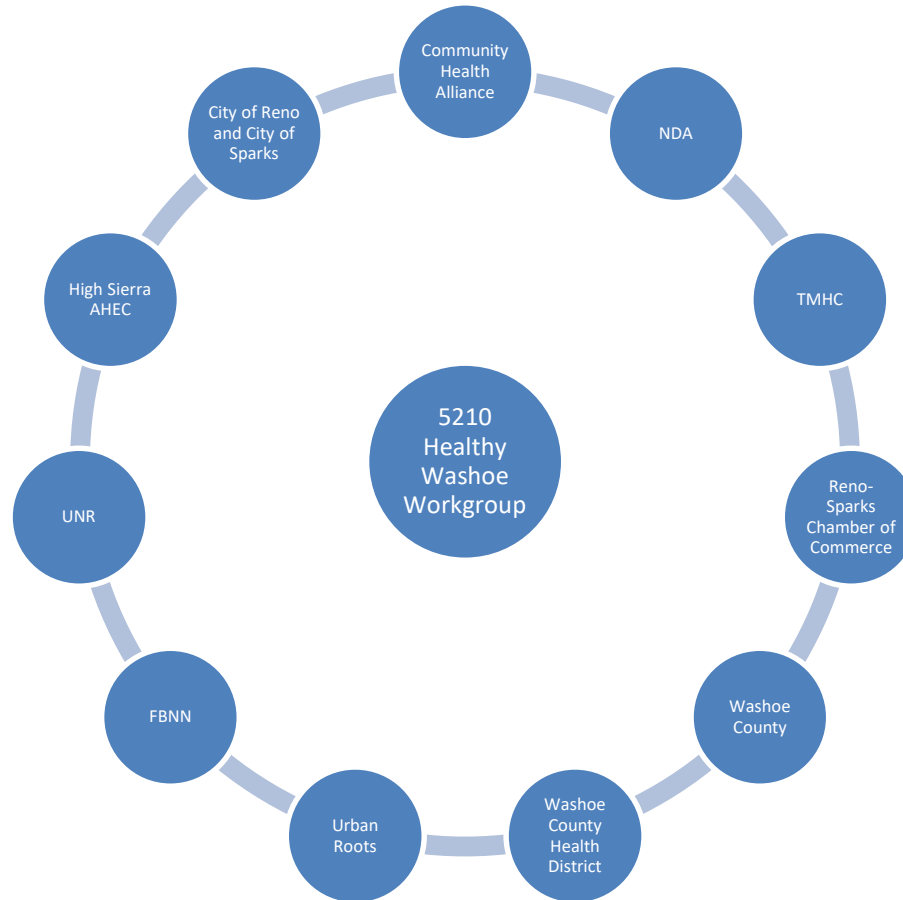 Community
Health
Alliance
NDA
TMHC
Reno-
Sparks
Chamber of
Commerce
Washoe
County
Washoe
County
Health
District
Urban
Roots
FBNN
UNR
High Sierra
AHEC
City of Reno
and City of
Sparks
5210
Healthy
Washoe
Workgroup